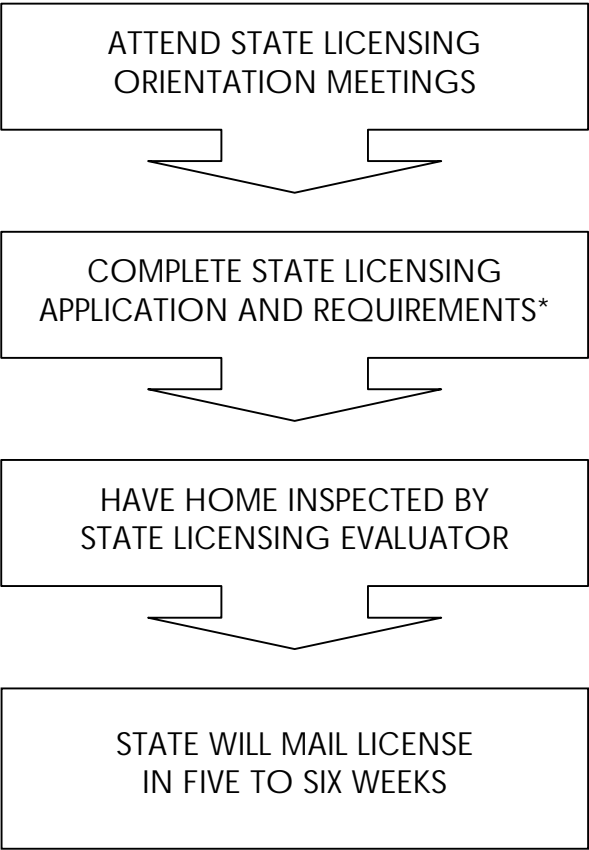 ATTEND STATE LICENSING
ORIENTATION MEETINGS
COMPLETE STATE LICENSING
APPLICATION AND REQUIREMENTS*
HAVE HOME INSPECTED BY
STATE LICENSING EVALUATOR
STATE WILL MAIL LICENSE
IN FIVE TO SIX WEEKS